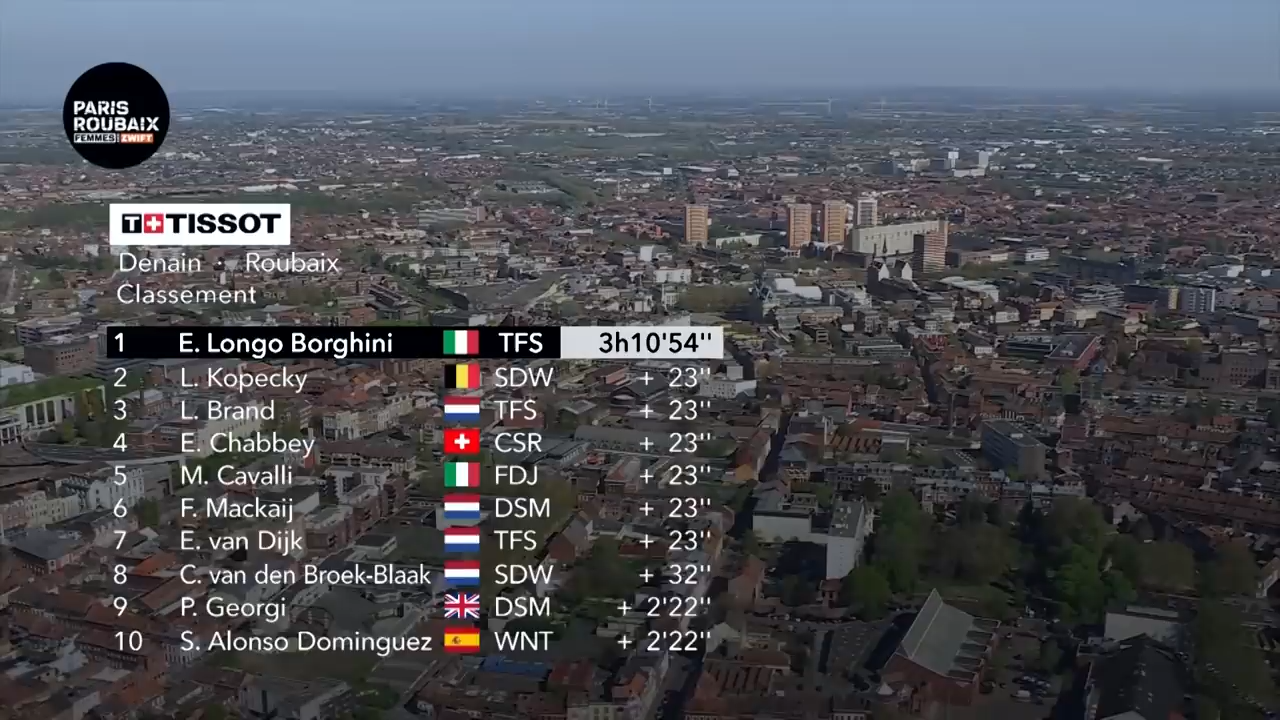 PARIS
ROUBAIX
FEMMES ZWIFT
T+TISSOT
Denain - Roubaix
Classement
1 E. Longo Borghini TFS 3h10'54''
2 L. Kopecky SDW + 23''
3 L. Brand TFS + 23''
4 E. Chabbey CSR + 23''
5 M. Cavalli FDJ + 23''
6 F. Mackaij DSM + 23''
7 E. van Dijk TFS + 23''
8 C. van den Broek-Blaak SDW + 32''
9 P. Georgi DSM + 2'22''
10 S. Alonso Dominguez WNT + 2'22''